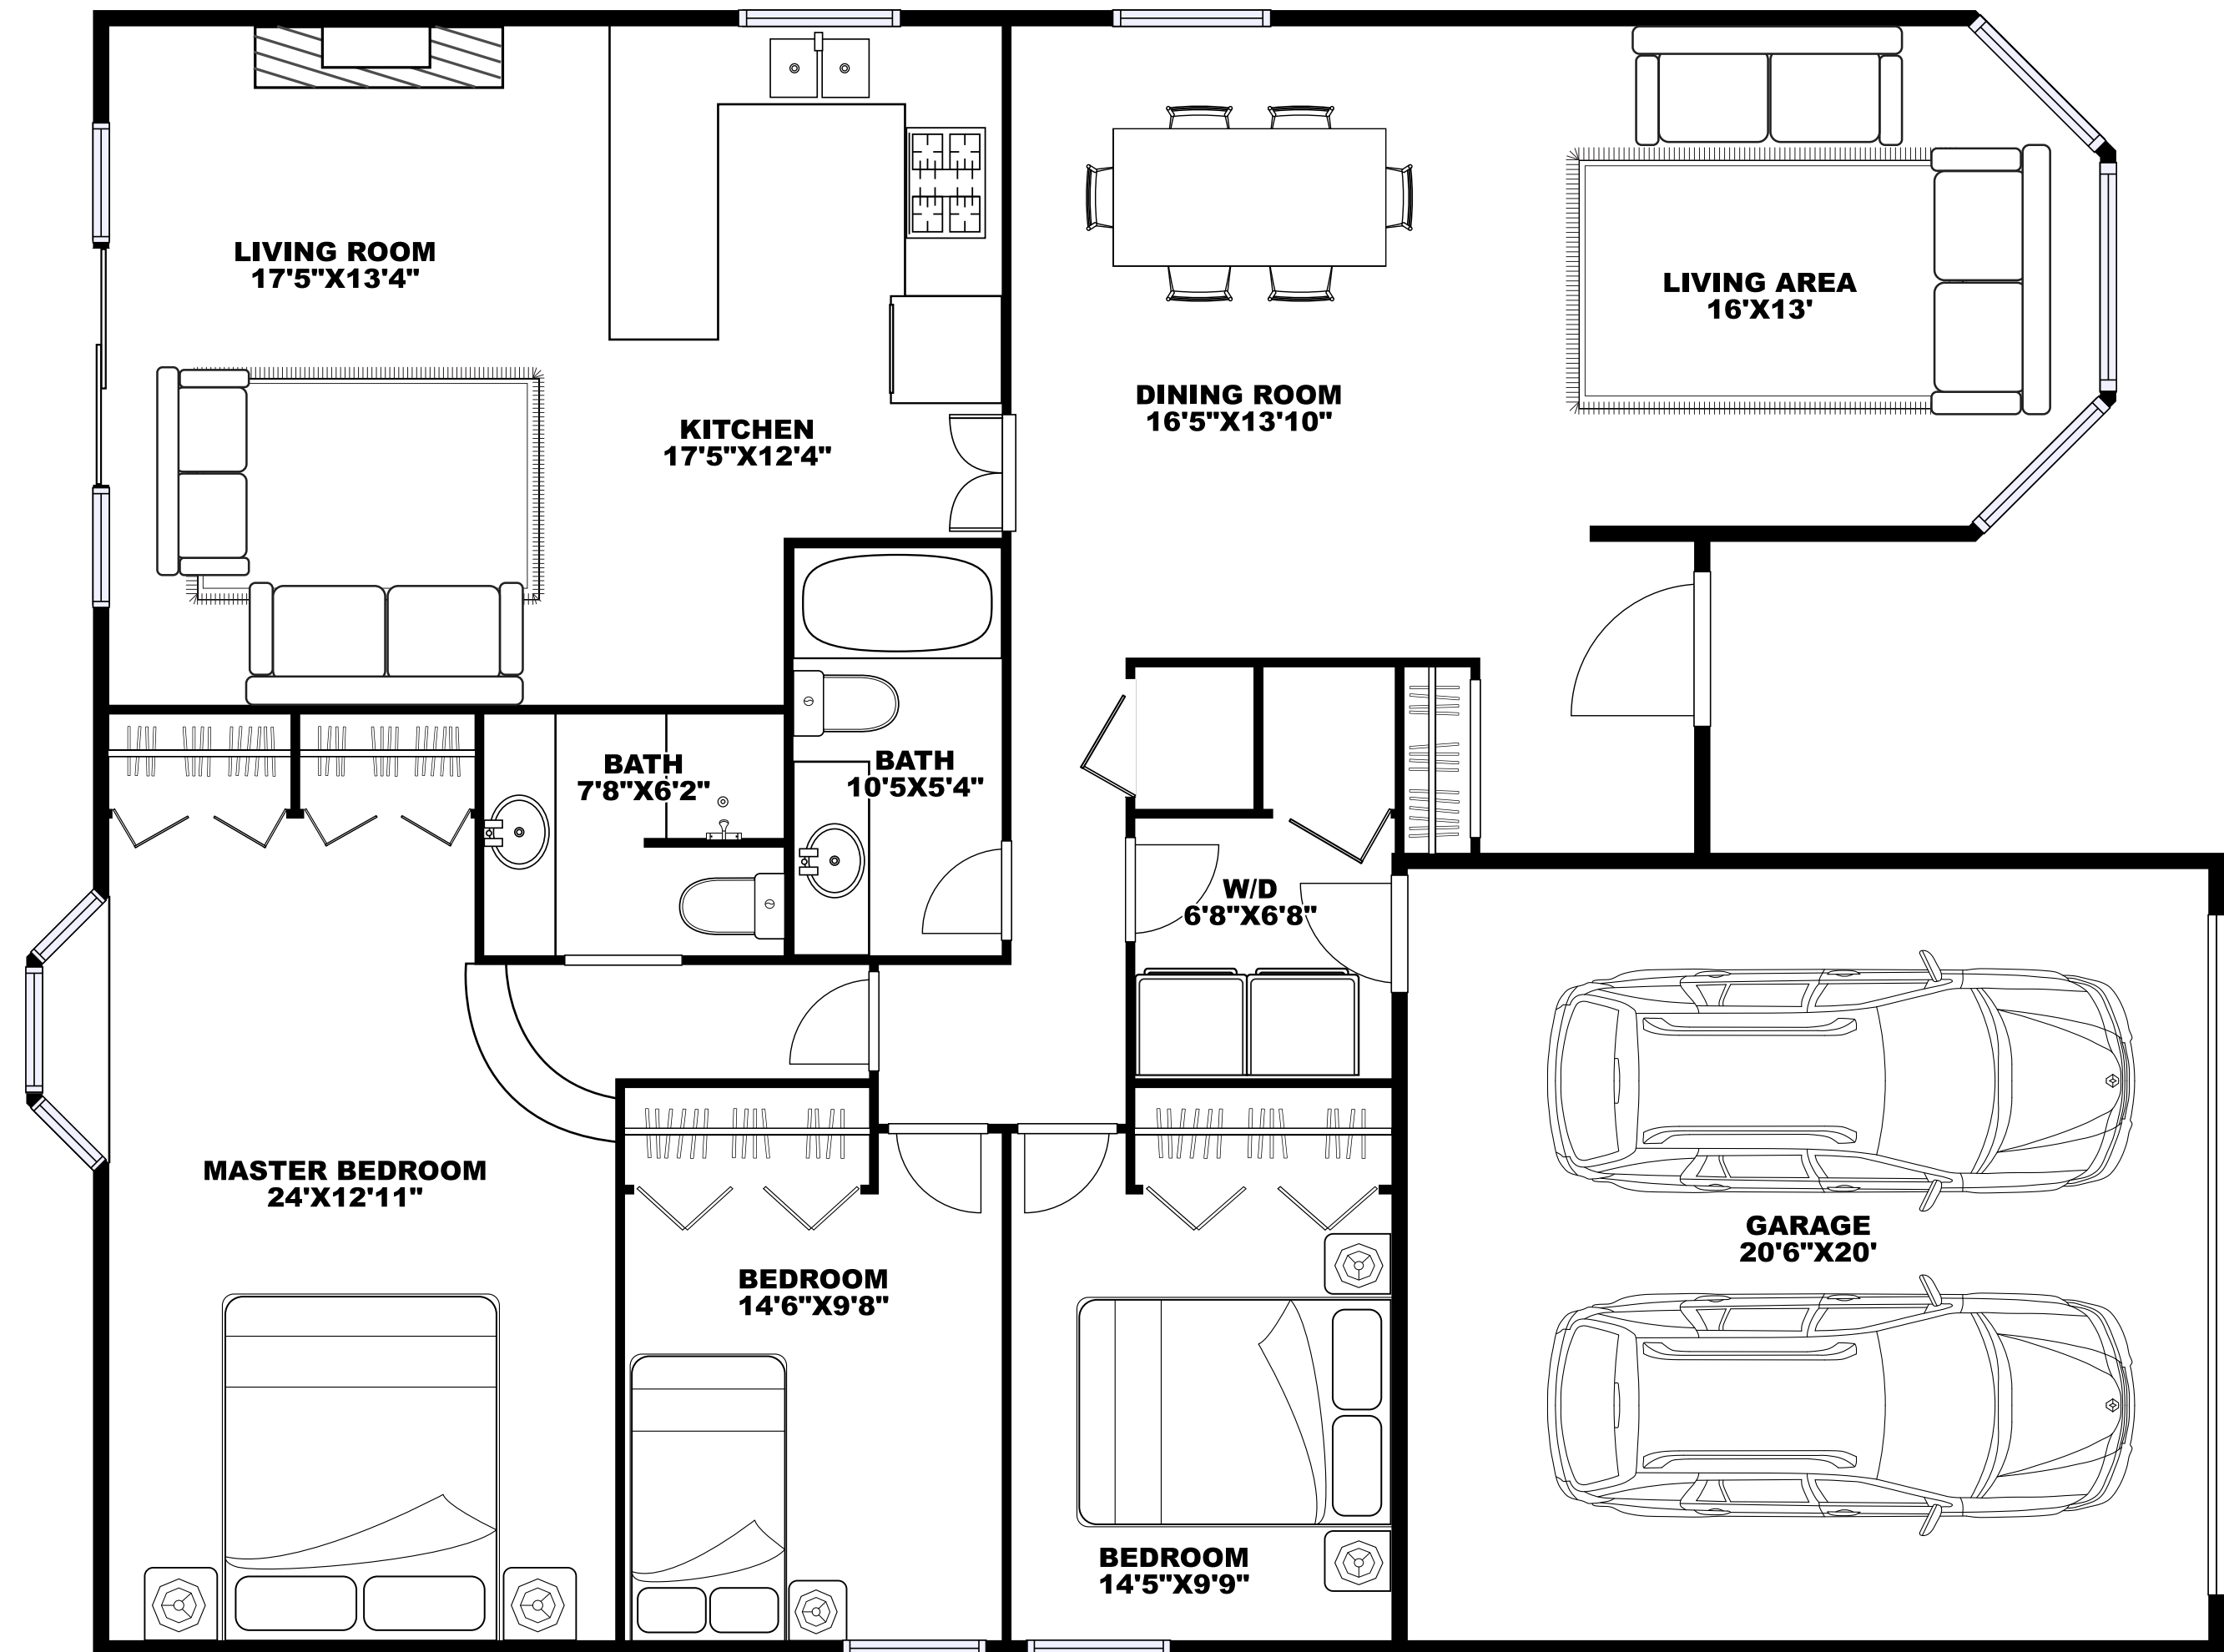 LIVING ROOM
17'5"X13'4"
LIVING AREA
16'X13'
DINING ROOM
16'5"X13'10"
KITCHEN
17'5"X12'4"
BATH
7'8"X6'2"
BATH
10'5X5'4"
W/D
6'8"X6'8"
MASTER BEDROOM
24'X12'11"
GARAGE
20'6"X20'
BEDROOM
14'6"X9'8"
BEDROOM
14'5"X9'9"